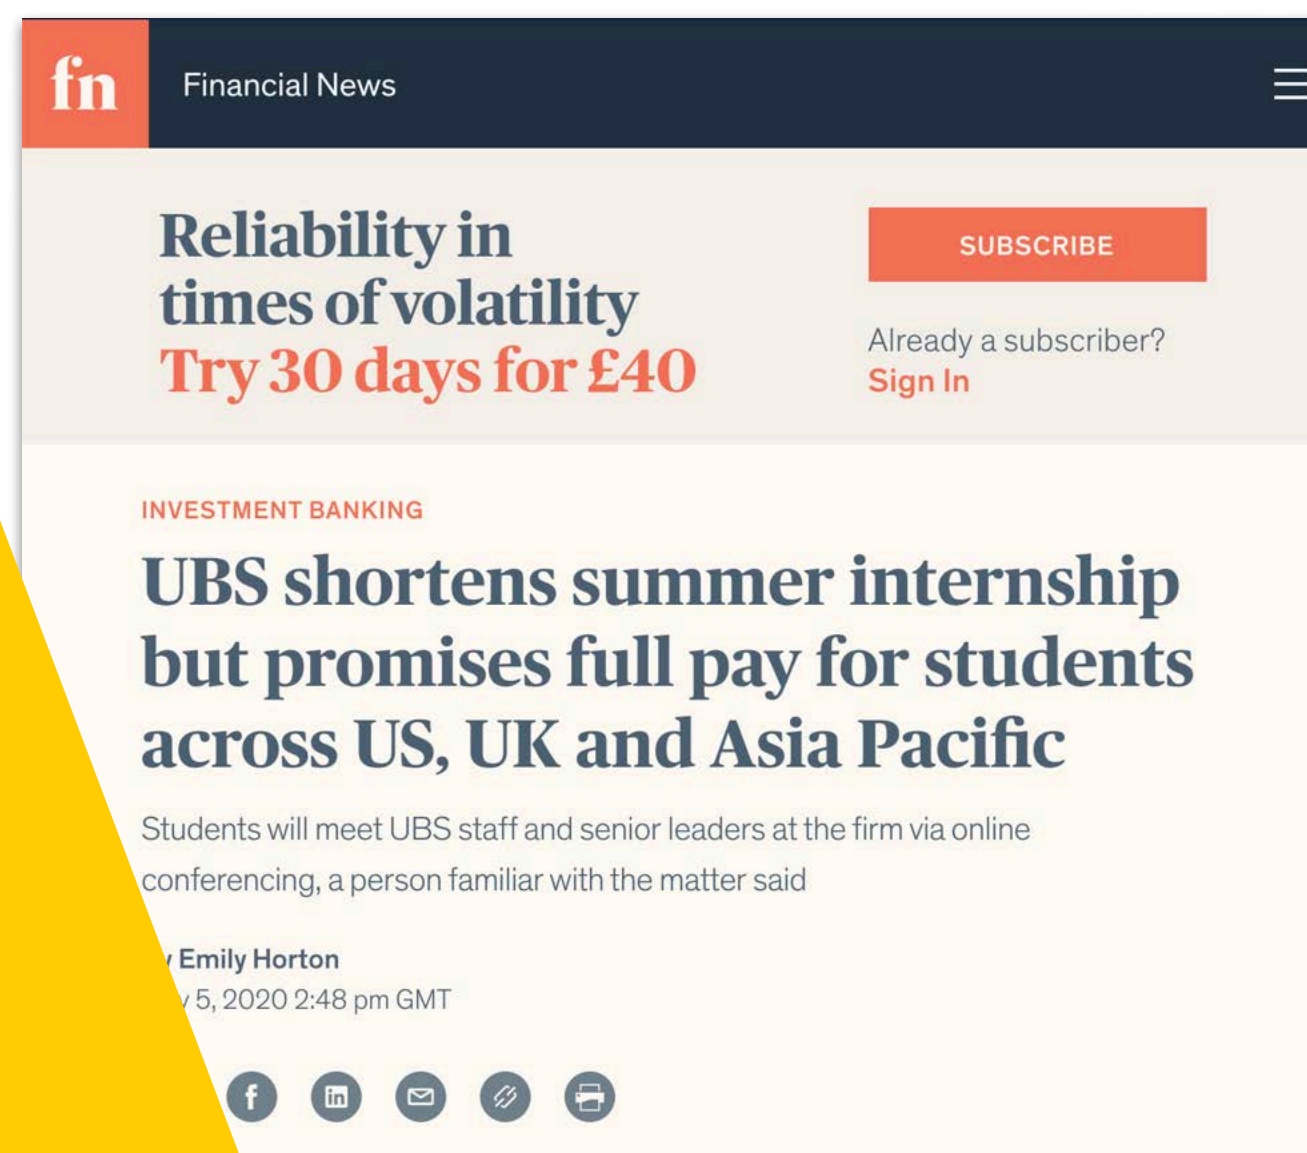 fn
Financial News
Reliability in
times of volatility
Try 30 days for £40
SUBSCRIBE
Already a subscriber?
Sign In
INVESTMENT BANKING
UBS shortens summer internship
but promises full pay for students
across US, UK and Asia Pacific
Students will meet UBS staff and senior leaders at the firm via online
conferencing, a person familiar with the matter said
Emily Horton
5, 2020 2:48 pm GMT
f
in